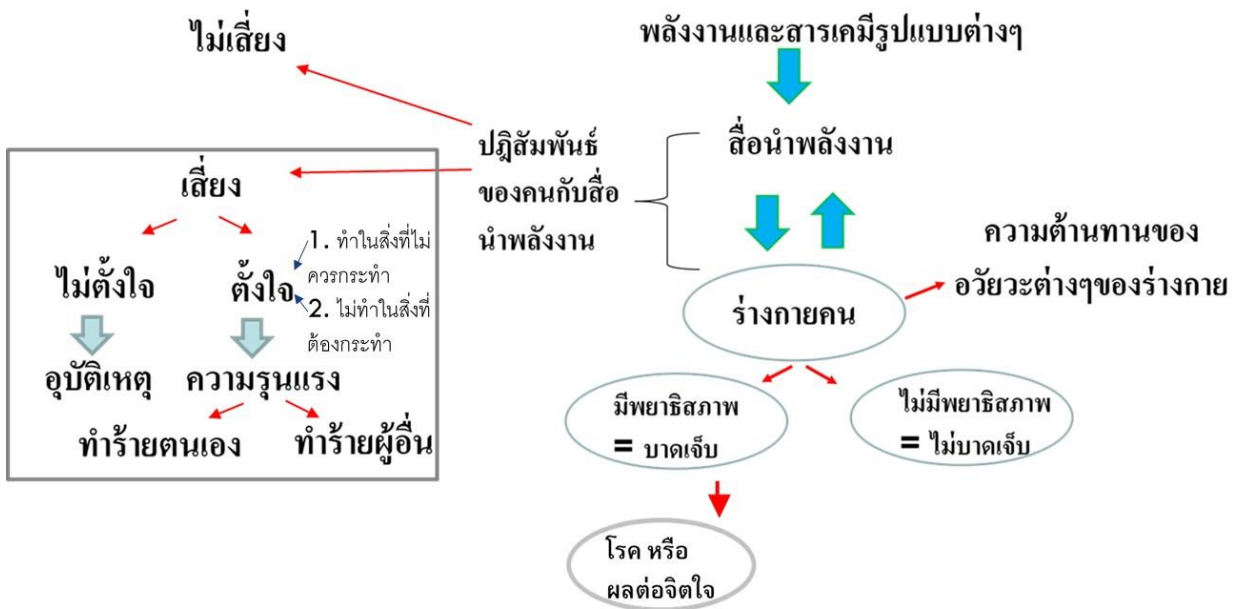 ไม่เสี่ยง
พลังงานและสารเคมีรูปแบบต่างๆ
ปฎิสัมพันธ์
ของคนกับสื่อ
นำพลังงาน
สื่อนำพลังงาน
เสี่ยง
ไม่ตั้งใจ
ตั้งใจ
1. ทำในสิ่งที่ไม่
ควรกระทำ
2. ไม่ทำในสิ่งที่
ต้องกระทำ
อุบัติเหตุ
ความรุนแรง
ทำร้ายตนเอง
ทำร้ายผู้อื่น
ร่างกายคน
ความต้านทานของ
อวัยวะต่างๆของร่างกาย
มีพยาธิสภาพ
= บาดเจ็บ
ไม่มีพยาธิสภาพ
= ไม่บาดเจ็บ
โรค หรือ
ผลต่อจิตใจ